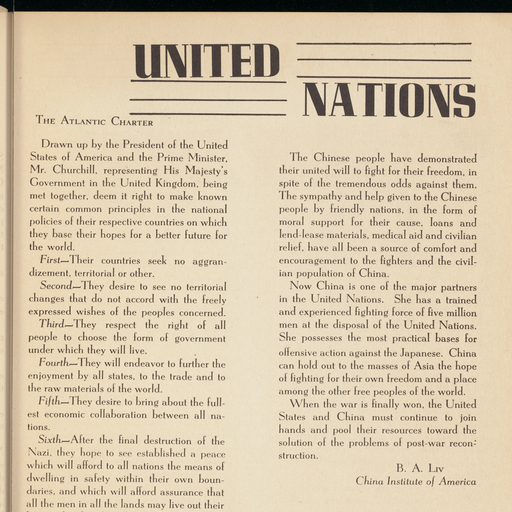 UNITED
NATIONS
THE ATLANTIC CHARTER
Drawn up by the President of the United
States of America and the Prime Minister,
Mr. Churchill, representing His Majesty's
Government in the United Kingdom, being
met together, deem it right to make known
certain common principles in the national
policies of their respective countries on which
they base their hopes for a better future for
the world.
First—Their countries seek no aggran-
dizement, territorial or other.
Second—They desire to see no territorial
changes that do not accord with the freely
expressed wishes of the peoples concerned.
Third—They respect the right of all
people to choose the form of government
under which they will live.
Fourth—They will endeavor to further the
enjoyment by all states, to the trade and to
the raw materials of the world.
Fifth—They desire to bring about the full-
est economic collaboration between all na-
tions.
Sixth—After the final destruction of the
Nazi, they hope to see established a peace
which will afford to all nations the means of
dwelling in safety within their own boun-
daries, and which will afford assurance that
all the men in all the lands may live out their
The Chinese people have demonstrated
their united will to fight for their freedom, in
spite of the tremendous odds against them.
The sympathy and help given to the Chinese
people by friendly nations, in the form of
moral support for their cause, loans and
lend-lease materials, medical aid and civilian
relief, have all been a source of comfort and
encouragement to the fighters and the civil-
ian population of China.
Now China is one of the major partners
in the United Nations. She has a trained
and experienced fighting force of five million
men at the disposal of the United Nations.
She possesses the most practical bases for
offensive action against the Japanese. China
can hold out to the masses of Asia the hope
of fighting for their own freedom and a place
among the other free peoples of the world.
When the war is finally won, the United
States and China must continue to join
hands and pool their resources toward the
solution of the problems of post-war recon-
struction.
B. A. Liv
China Institute of America